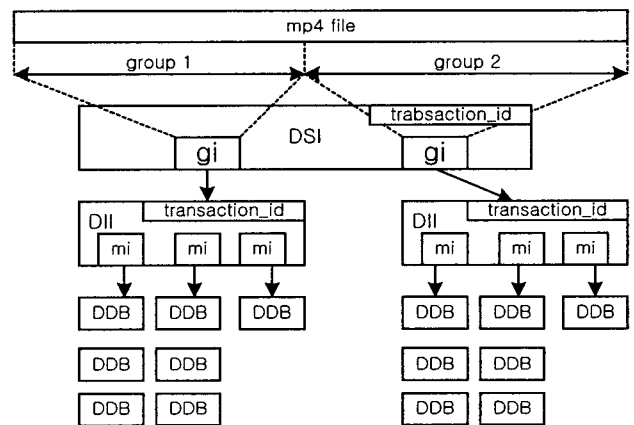 mp4 file
group 1 group 2
trabsaction_id
DSI
gi gi
transaction_id transaction_id
DII DII
mi mi mi mi mi mi
DDB DDB DDB DDB DDB DDB
DDB DDB DDB DDB
DDB DDB DDB DDB